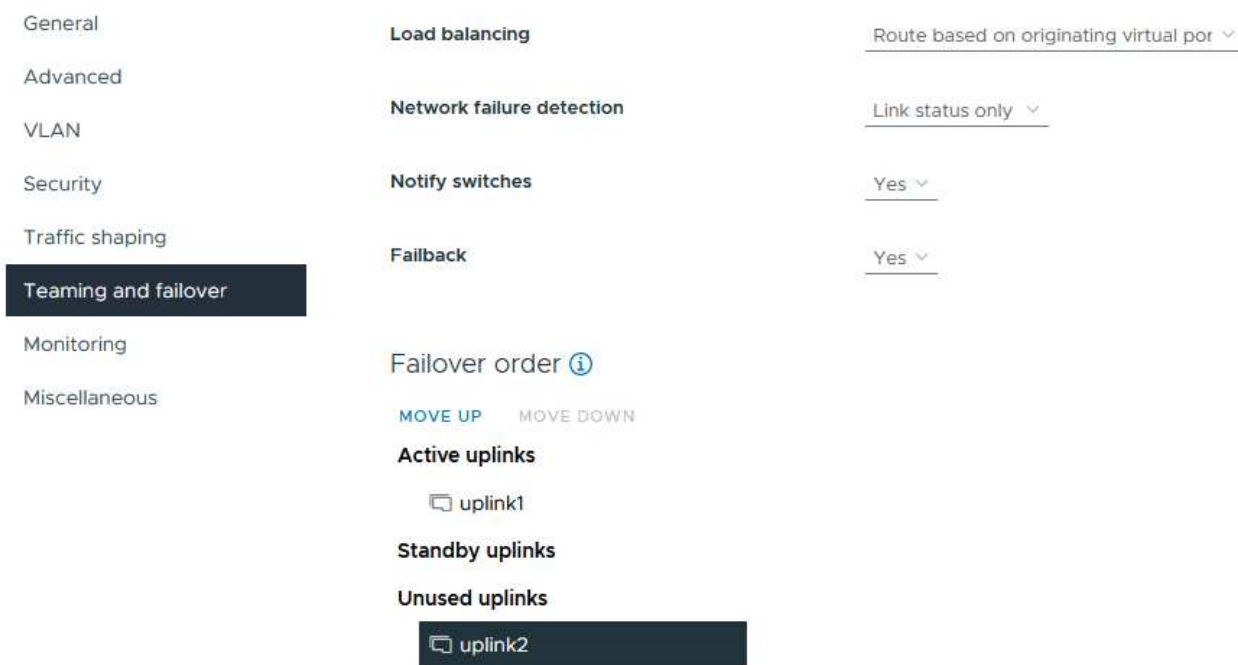 General
Advanced
VLAN
Security
Traffic shaping
Teaming and failover
Monitoring
Miscellaneous
Load balancing
Route based on originating virtual por
Network failure detection
Link status only
Notify switches
Yes
Failback
Yes
Failover order
MOVE UP MOVE DOWN
Active uplinks
uplink1
Standby uplinks
Unused uplinks
uplink2